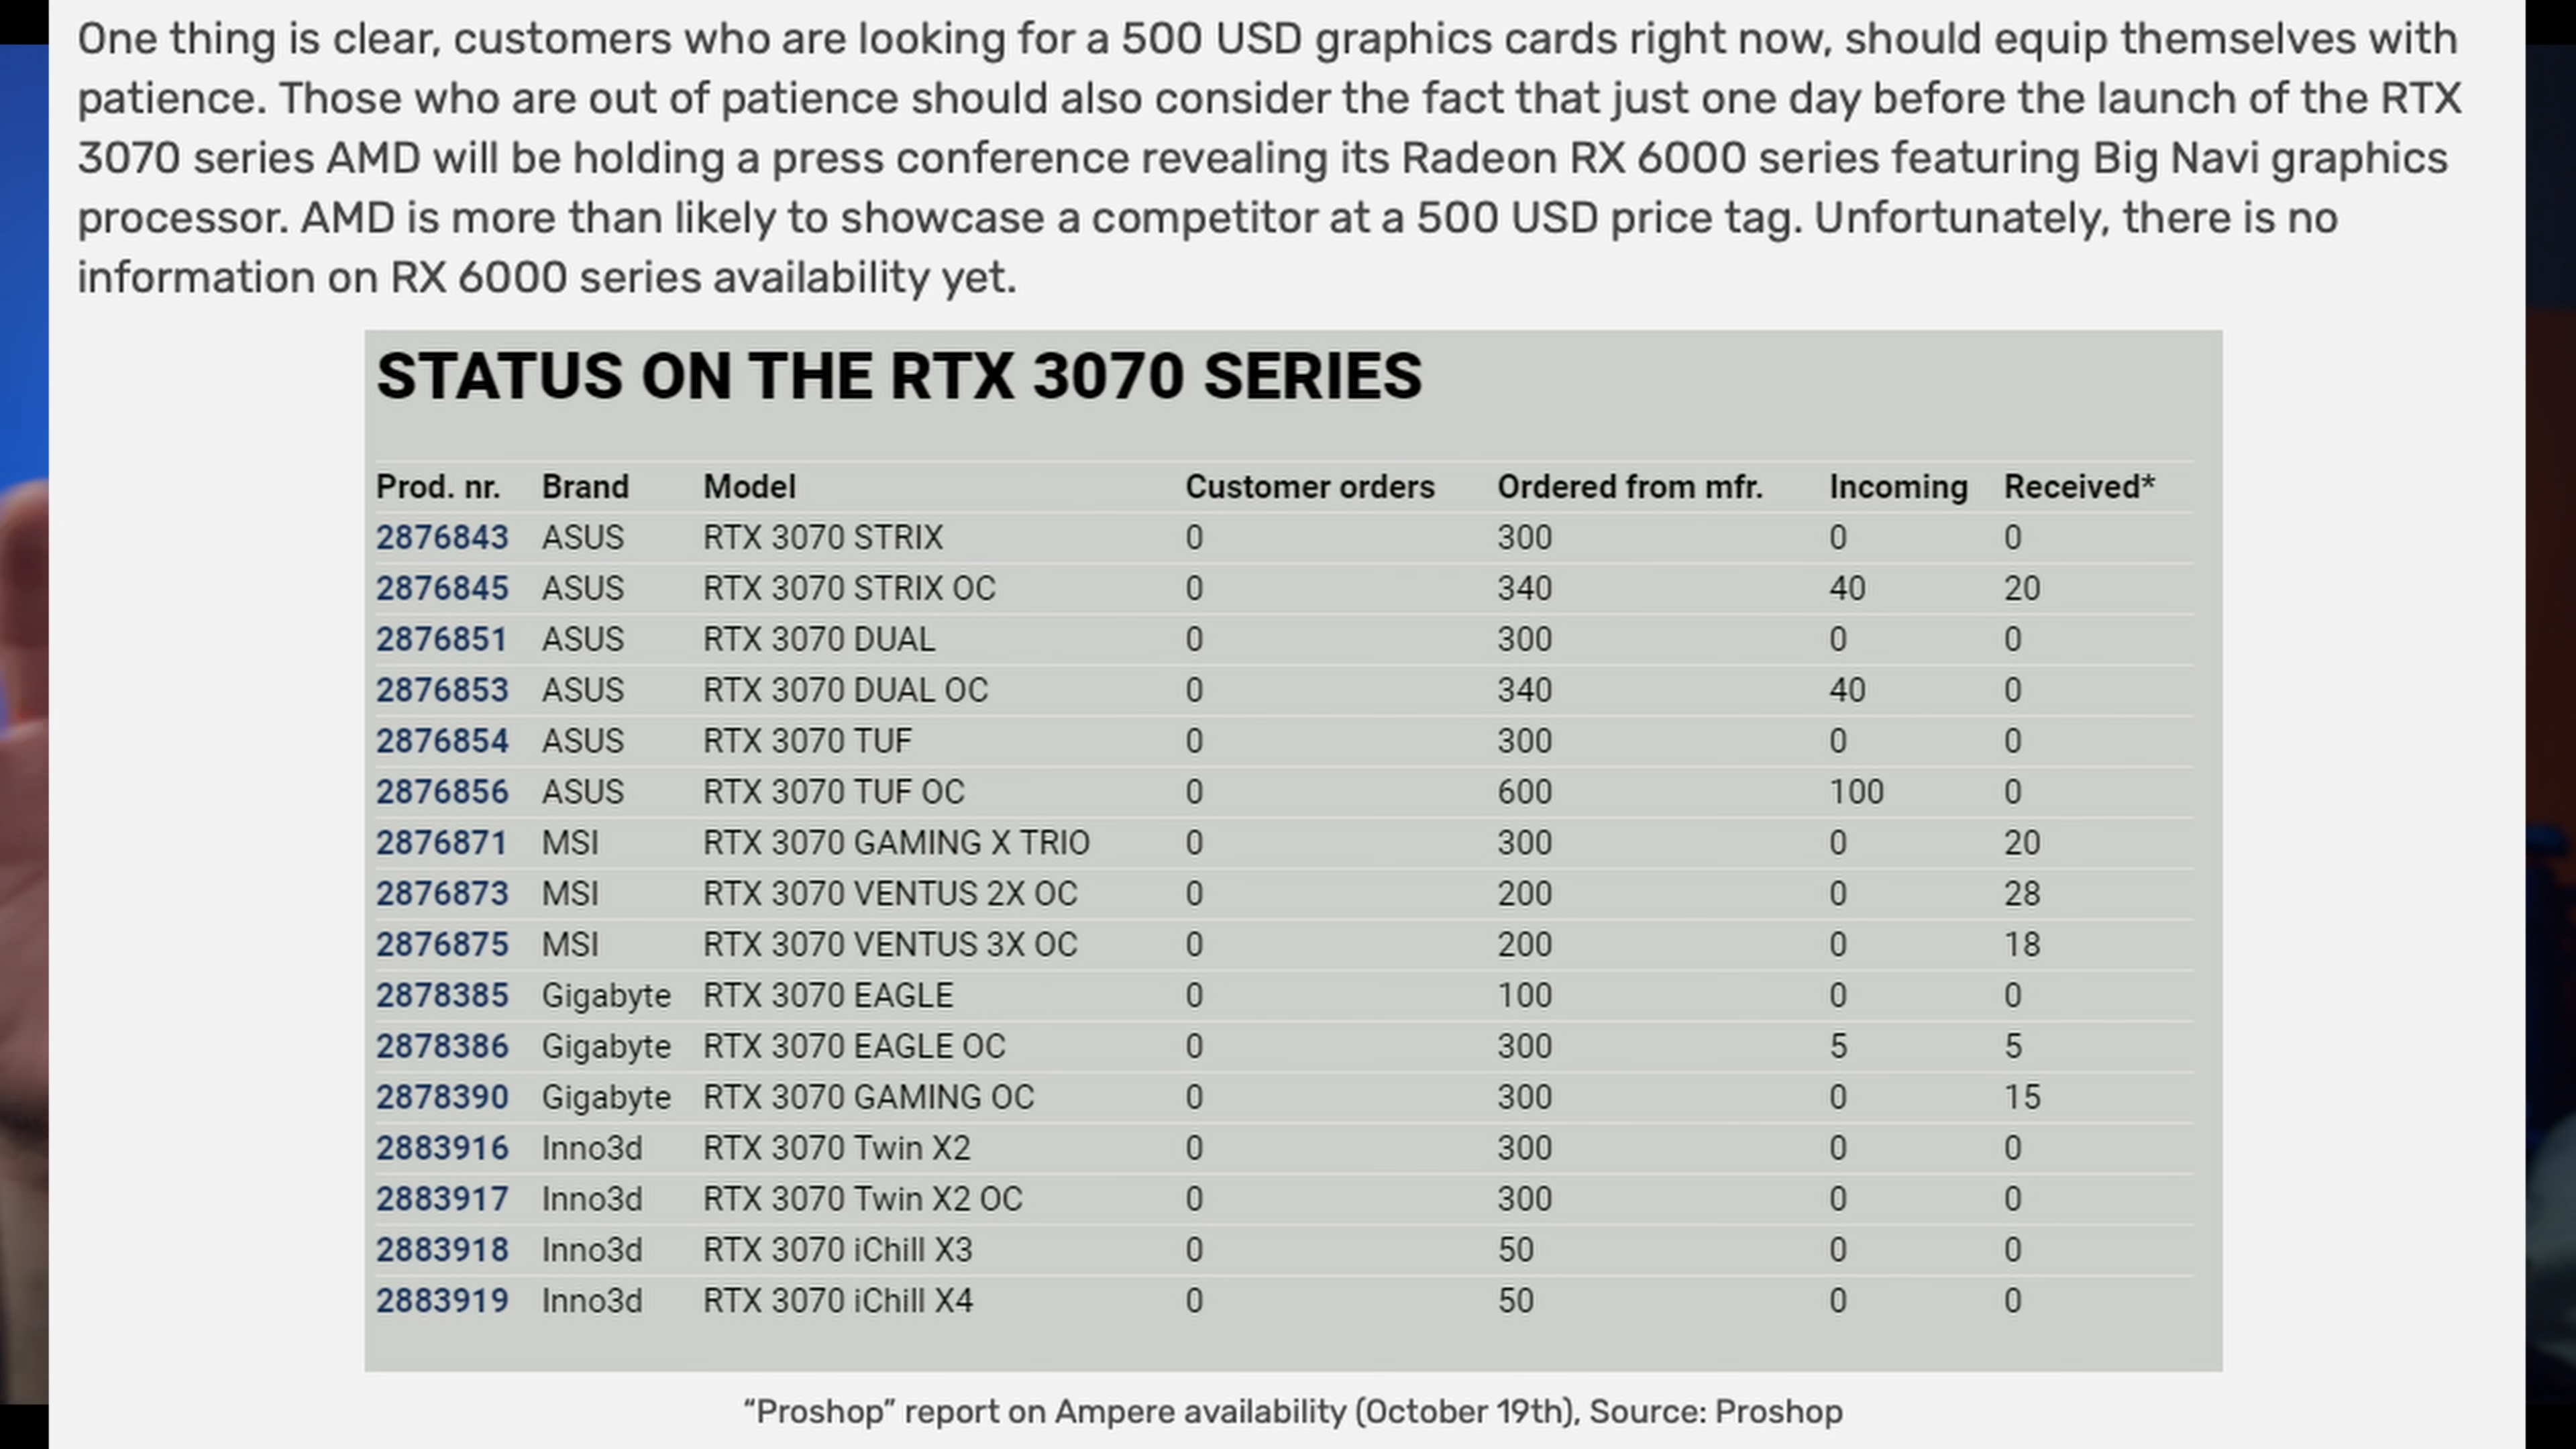 One thing is clear, customers who are looking for a 500 USD graphics cards right now, should equip themselves with
patience. Those who are out of patience should also consider the fact that just one day before the launch of the RTX
3070 series AMD will be holding a press conference revealing its Radeon RX 6000 series featuring Big Navi graphics
processor. AMD is more than likely to showcase a competitor at a 500 USD price tag. Unfortunately, there is no
information on RX 6000 series availability yet.
STATUS ON THE RTX 3070 SERIES
Prod. nr. Brand Model Customer orders Ordered from mfr. Incoming Received*
2876843 ASUS RTX 3070 STRIX 0 300 0 0
2876845 ASUS RTX 3070 STRIX OC 0 340 40 20
2876851 ASUS RTX 3070 DUAL 0 300 0 0
2876853 ASUS RTX 3070 DUAL OC 0 340 40 0
2876854 ASUS RTX 3070 TUF 0 300 0 0
2876856 ASUS RTX 3070 TUF OC 0 600 100 0
2876871 MSI RTX 3070 GAMING X TRIO 0 300 0 20
2876873 MSI RTX 3070 VENTUS 2X OC 0 200 0 28
2876875 MSI RTX 3070 VENTUS 3X OC 0 200 0 18
2878385 Gigabyte RTX 3070 EAGLE 0 100 0 0
2878386 Gigabyte RTX 3070 EAGLE OC 0 300 5 5
2878390 Gigabyte RTX 3070 GAMING OC 0 300 0 15
2883916 Inno3d RTX 3070 Twin X2 0 300 0 0
2883917 Inno3d RTX 3070 Twin X2 OC 0 300 0 0
2883918 Inno3d RTX 3070 iChill X3 0 50 0 0
2883919 Inno3d RTX 3070 iChill X4 0 50 0 0
“Proshop” report on Ampere availability (October 19th), Source: Proshop